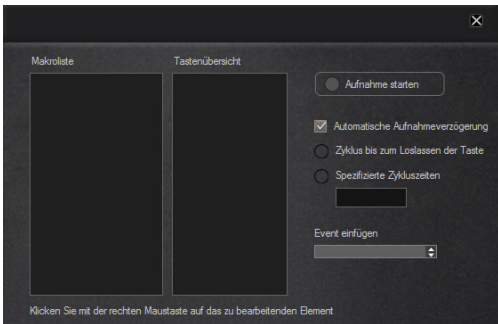 Makroliste
Tastenübersicht
Aufnahme starten
Automatische Aufnahmeverzögerung
Zyklus bis zum Loslassen der Taste
Spezifizierte Zykluszeiten
Event einfügen
Klicken Sie mit der rechten Maustaste auf das zu bearbeitenden Element